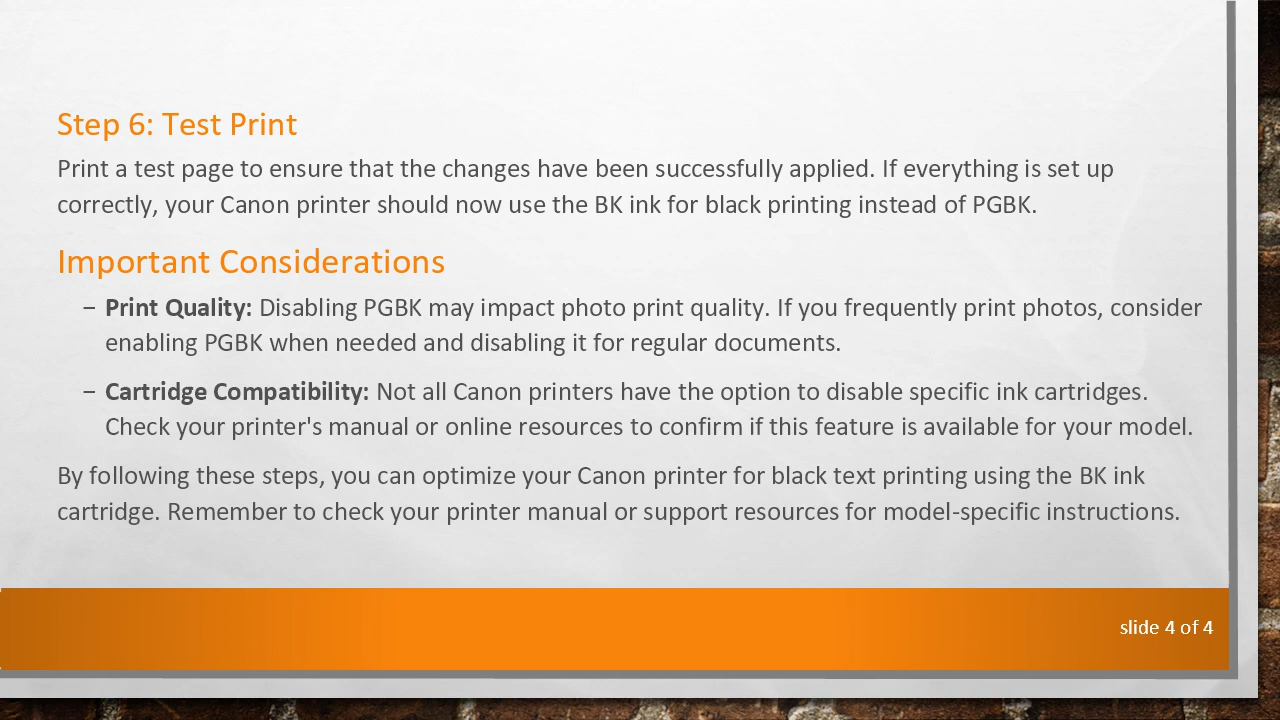 Step 6: Test Print
Print a test page to ensure that the changes have been successfully applied. If everything is set up
correctly, your Canon printer should now use the BK ink for black printing instead of PGBK.
Important Considerations
– Print Quality: Disabling PGBK may impact photo print quality. If you frequently print photos, consider
enabling PGBK when needed and disabling it for regular documents.
– Cartridge Compatibility: Not all Canon printers have the option to disable specific ink cartridges.
Check your printer's manual or online resources to confirm if this feature is available for your model.
By following these steps, you can optimize your Canon printer for black text printing using the BK ink
cartridge. Remember to check your printer manual or support resources for model-specific instructions.
slide 4 of 4